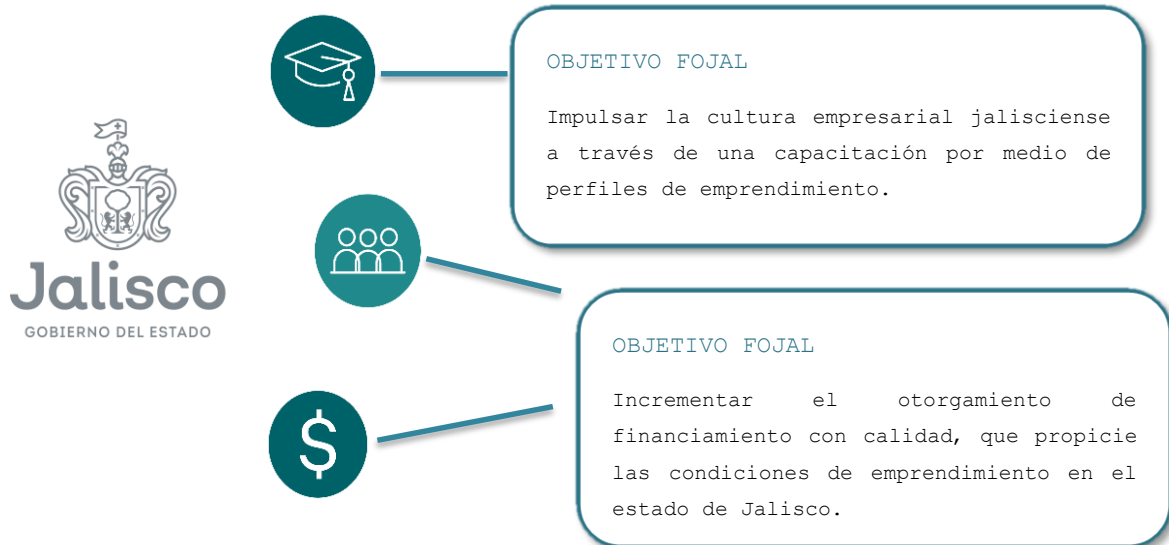 OBJETIVO FOJAL
Impulsar la cultura empresarial jalisciense
a través de una capacitación por medio de
perfiles de emprendimiento.
Jalisco
GOBIERNO DEL ESTADO
OBJETIVO FOJAL
Incrementar el otorgamiento de
financiamiento con calidad, que propicie
las condiciones de emprendimiento en el
estado de Jalisco.
$